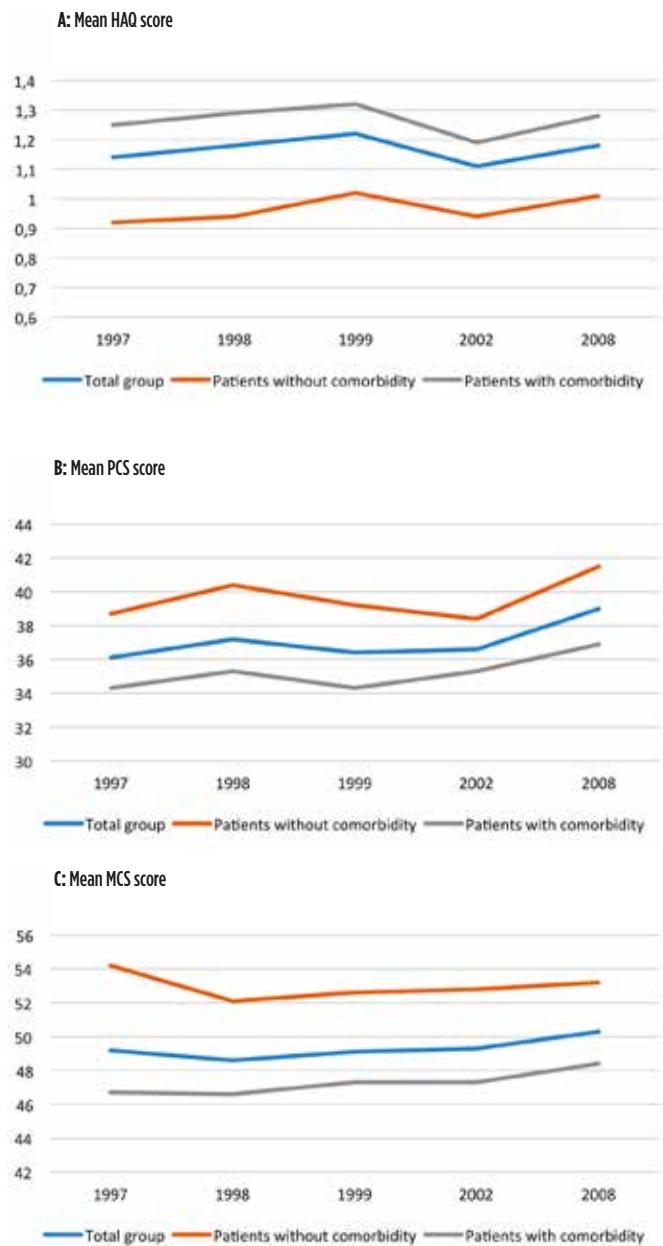 A: Mean HAQ score
1,4
1,3
1,2
1,1
1
0,9
0,8
0,7
0,6
1997 1998 1999 2002 2008
Total group Patients without comorbidity Patients with comorbidity
B: Mean PCS score
44
42
40
38
36
34
32
30
1997 1998 1999 2002 2008
Total group Patients without comorbidity Patients with comorbidity
C: Mean MCS score
56
54
52
50
48
46
44
42
1997 1998 1999 2002 2008
Total group Patients without comorbidity Patients with comorbidity